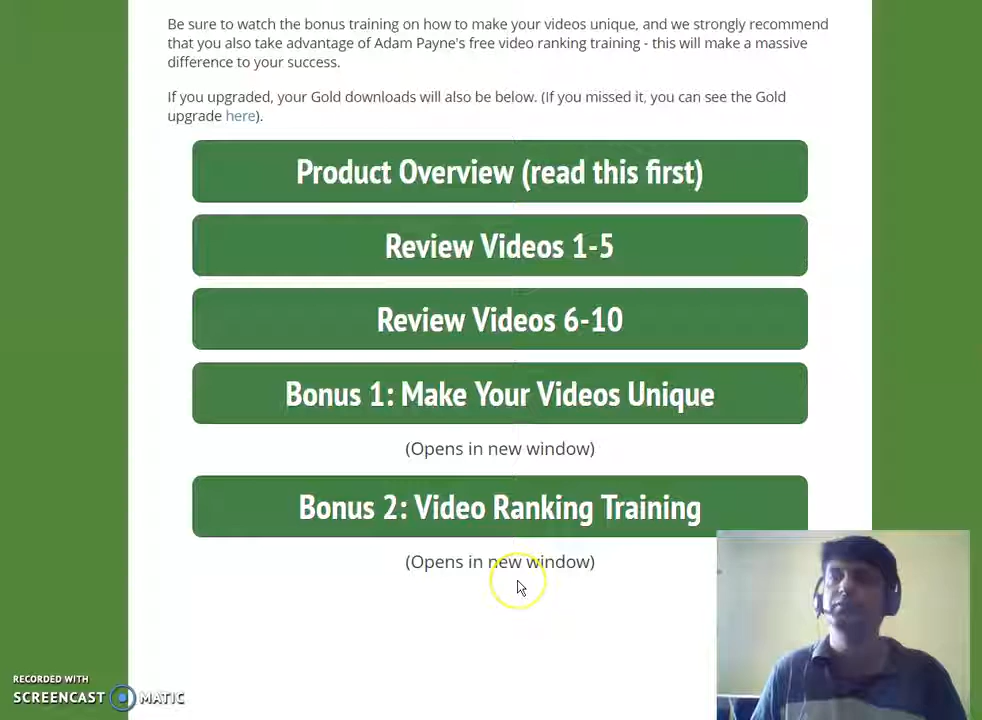 Be sure to watch the bonus training on how to make your videos unique, and we strongly recommend
that you also take advantage of Adam Payne's free video ranking training - this will make a massive
difference to your success.
If you upgraded, your Gold downloads will also be below. (If you missed it, you can see the Gold
upgrade here).
Product Overview (read this first)
Review Videos 1-5
Review Videos 6-10
Bonus 1: Make Your Videos Unique
(Opens in new window)
Bonus 2: Video Ranking Training
(Opens in new window)
RECORDED WITH
SCREENCAST MATIC